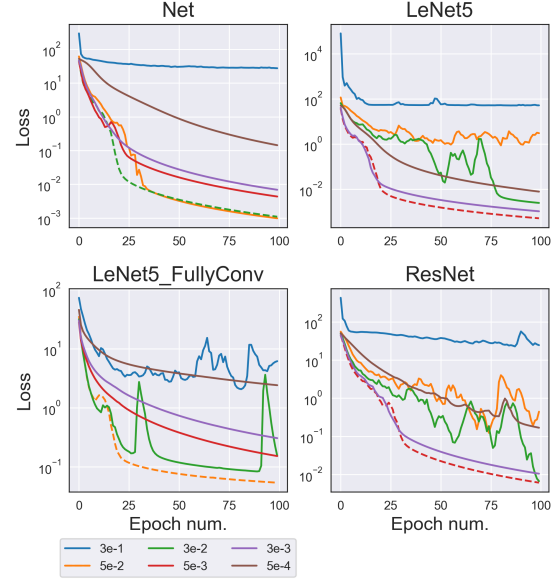 Net
LeNet5
Loss
10^2
10^1
10^0
10^-1
10^-2
10^-3
0 25 50 75 100
10^4
10^2
10^0
10^-2
0 25 50 75 100
LeNet5_FullyConv
ResNet
Loss
10^2
10^1
10^0
10^-1
0 25 50 75 100
Epoch num.
10^2
10^1
10^0
10^-1
10^-2
0 25 50 75 100
Epoch num.
3e-1 3e-2 3e-3
5e-2 5e-3 5e-4